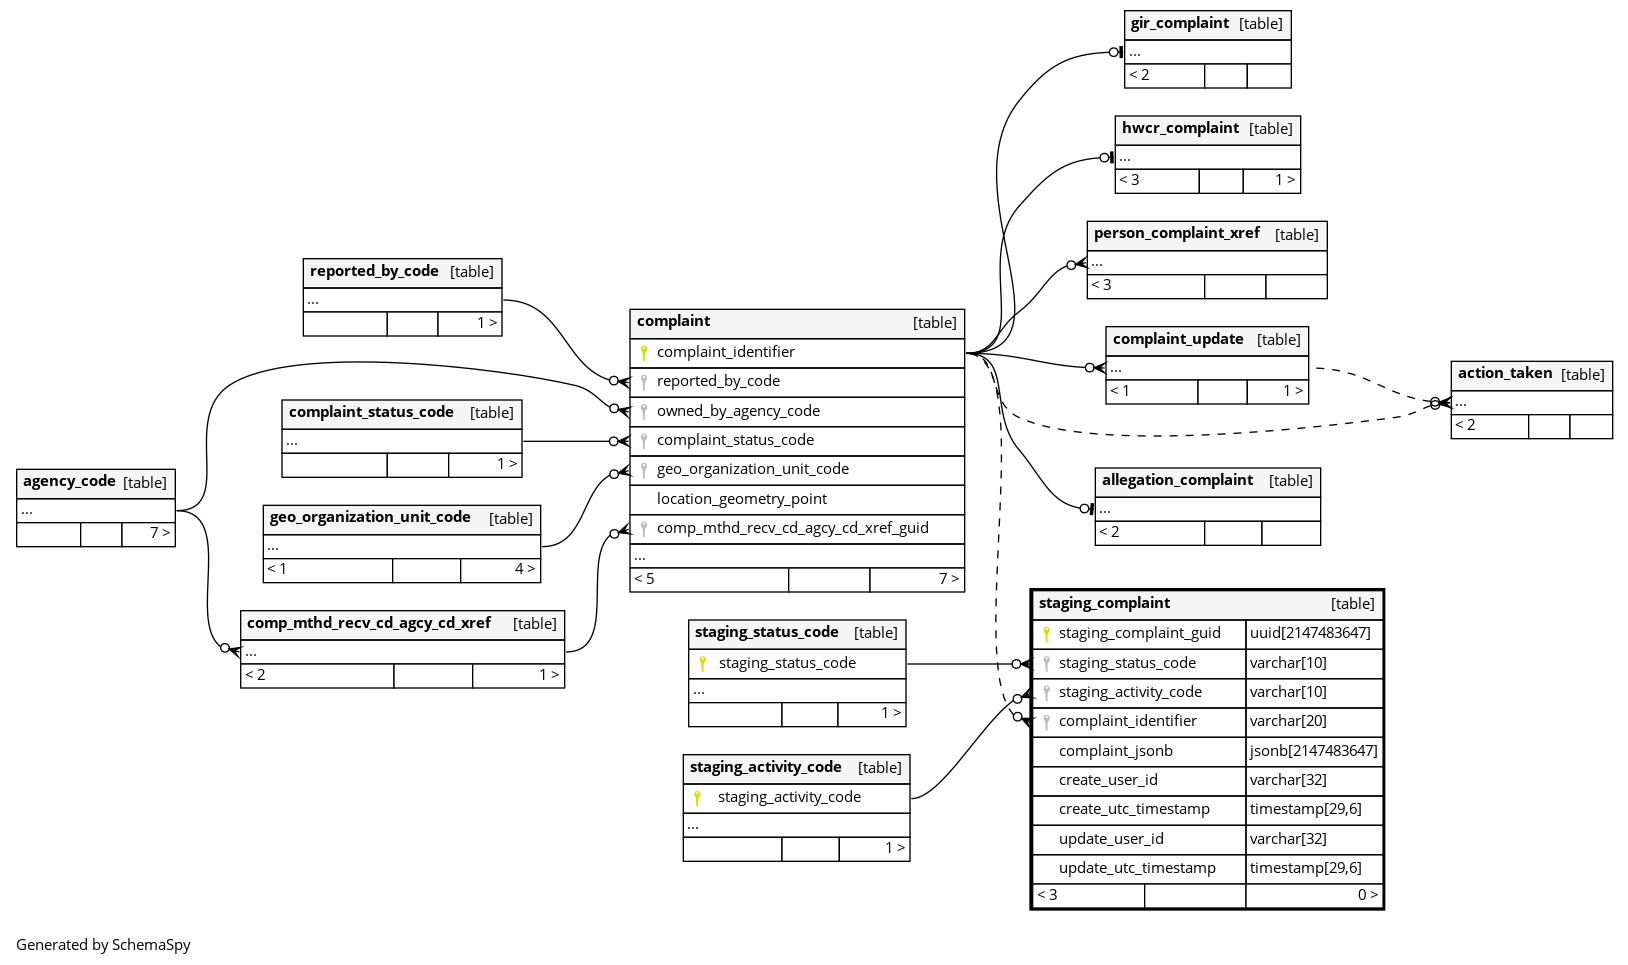 gir_complaint [table]
...
< 2
hwcr_complaint [table]
...
< 3 1 >
person_complaint_xref [table]
...
< 3
reported_by_code [table]
...
1 >
complaint [table]
complaint_identifier
reported_by_code
owned_by_agency_code
complaint_status_code
geo_organization_unit_code
location_geometry_point
comp_mthd_recv_cd_agcy_cd_xref_guid
...
< 5 7 >
complaint_update [table]
...
< 1 1 >
action_taken [table]
...
< 2
complaint_status_code [table]
...
1 >
agency_code [table]
...
7 >
geo_organization_unit_code [table]
...
< 1 4 >
allegation_complaint [table]
...
< 2
comp_mthd_recv_cd_agcy_cd_xref [table]
...
< 2 1 >
staging_status_code [table]
staging_status_code
...
1 >
staging_activity_code [table]
staging_activity_code
...
1 >
staging_complaint [table]
staging_complaint_guid uuid[2147483647]
staging_status_code varchar[10]
staging_activity_code varchar[10]
complaint_identifier varchar[20]
complaint_jsonb jsonb[2147483647]
create_user_id varchar[32]
create_utc_timestamp timestamp[29,6]
update_user_id varchar[32]
update_utc_timestamp timestamp[29,6]
< 3 0 >
Generated by SchemaSpy